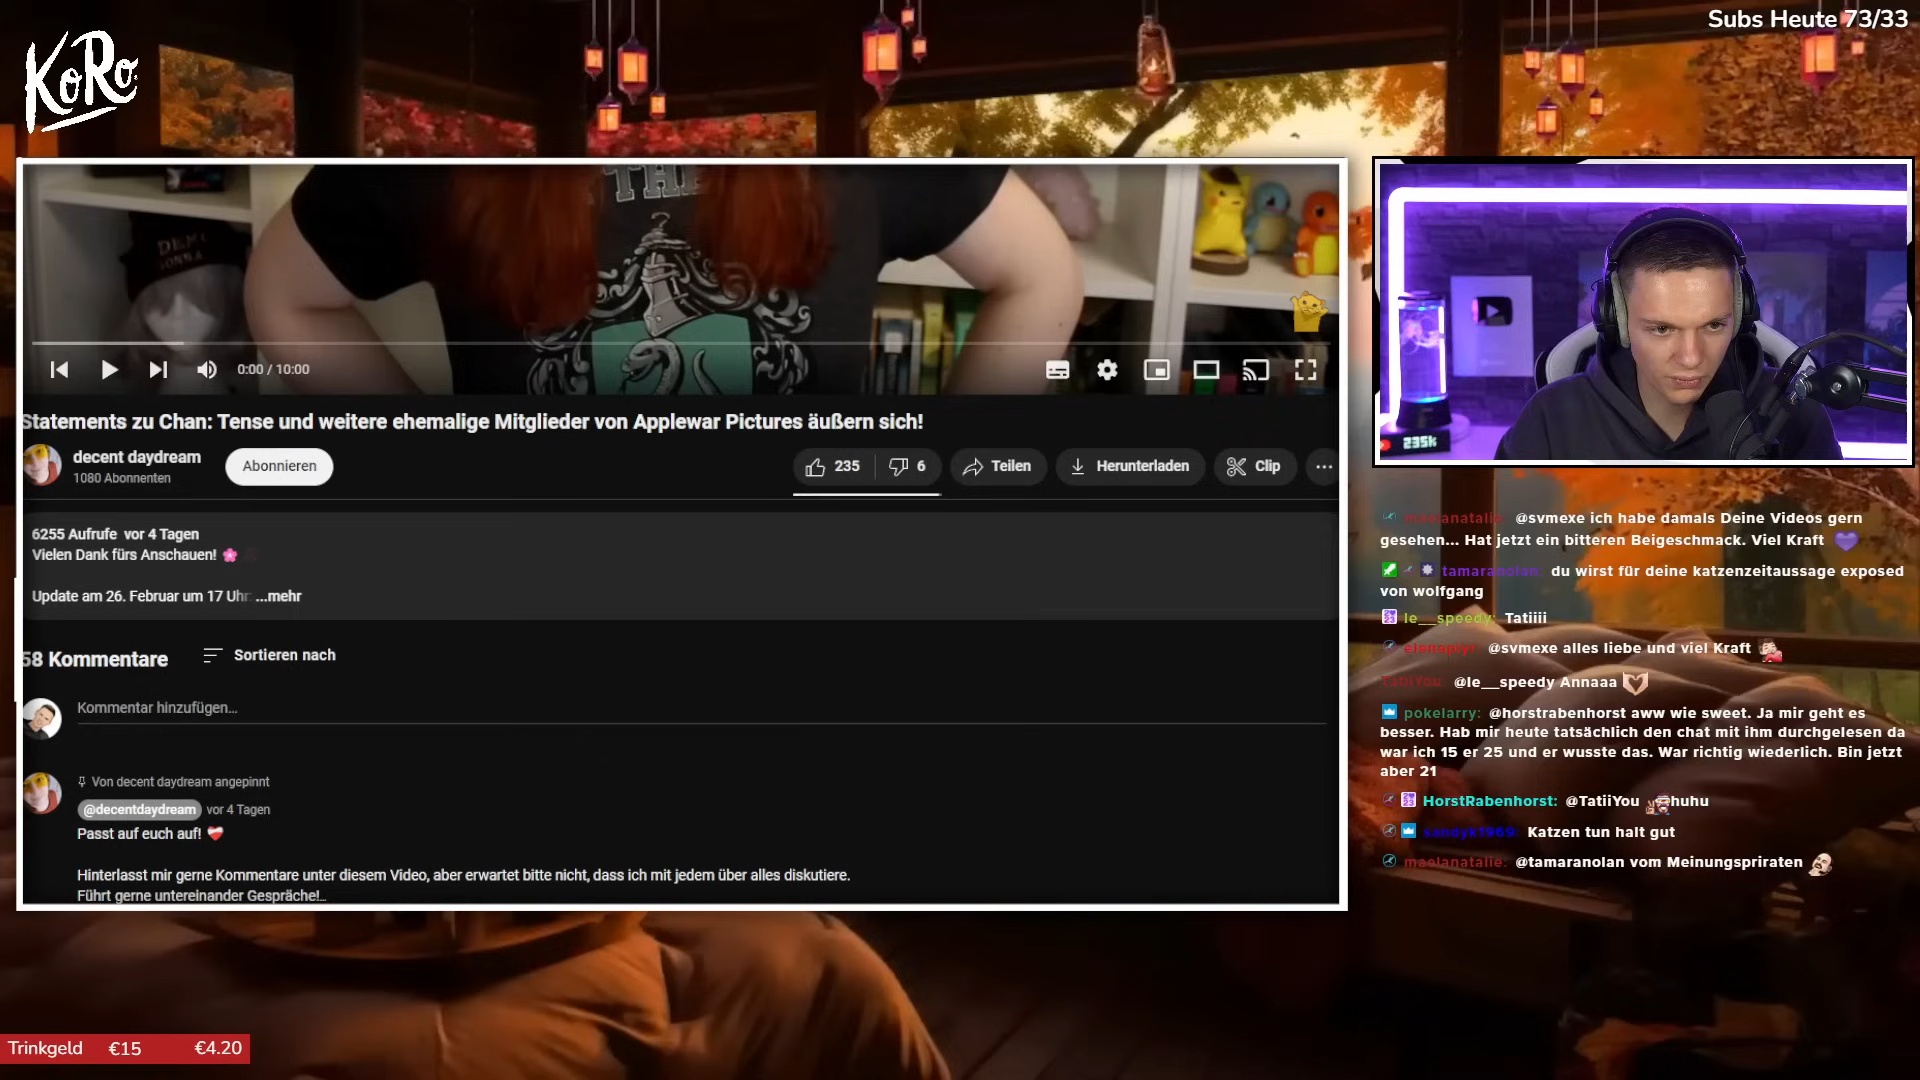 Subs Heute 73/33
KoRo
THE
0:00 / 10:00
Statements zu Chan: Tense und weitere ehemalige Mitglieder von Applewar Pictures äußern sich!
decent daydream
1080 Abonnenten
Abonnieren
235
6
Teilen
Herunterladen
Clip
6255 Aufrufe vor 4 Tagen
Vielen Dank fürs Anschauen!
Update am 26. Februar um 17 Uhr: ...mehr
58 Kommentare
Sortieren nach
Kommentar hinzufügen...
Von decent daydream angepinnt
@decentdaydream vor 4 Tagen
Passt auf euch auf!
Hinterlasst mir gerne Kommentare unter diesem Video, aber erwartet bitte nicht, dass ich mit jedem über alles diskutiere.
Führt gerne untereinander Gespräche!..
235k
maelanatalie: @svmexe ich habe damals Deine Videos gern
gesehen... Hat jetzt ein bitteren Beigeschmack. Viel Kraft
tamaranolan: du wirst für deine katzenzeitaussage exposed
von wolfgang
le__speedy: Tatiiii
@svmexe alles liebe und viel Kraft
TatiiYou: @le__speedy Annaaa
pokelarry: @horstrabenhorst aww wie sweet. Ja mir geht es
besser. Hab mir heute tatsächlich den chat mit ihm durchgelesen da
war ich 15 er 25 und er wusste das. War richtig wiederlich. Bin jetzt
aber 21
HorstRabenhorst: @TatiiYou huhu
sandyk1969: Katzen tun halt gut
maelanatalie: @tamaranolan vom Meinungspriraten
Trinkgeld €15 €4.20